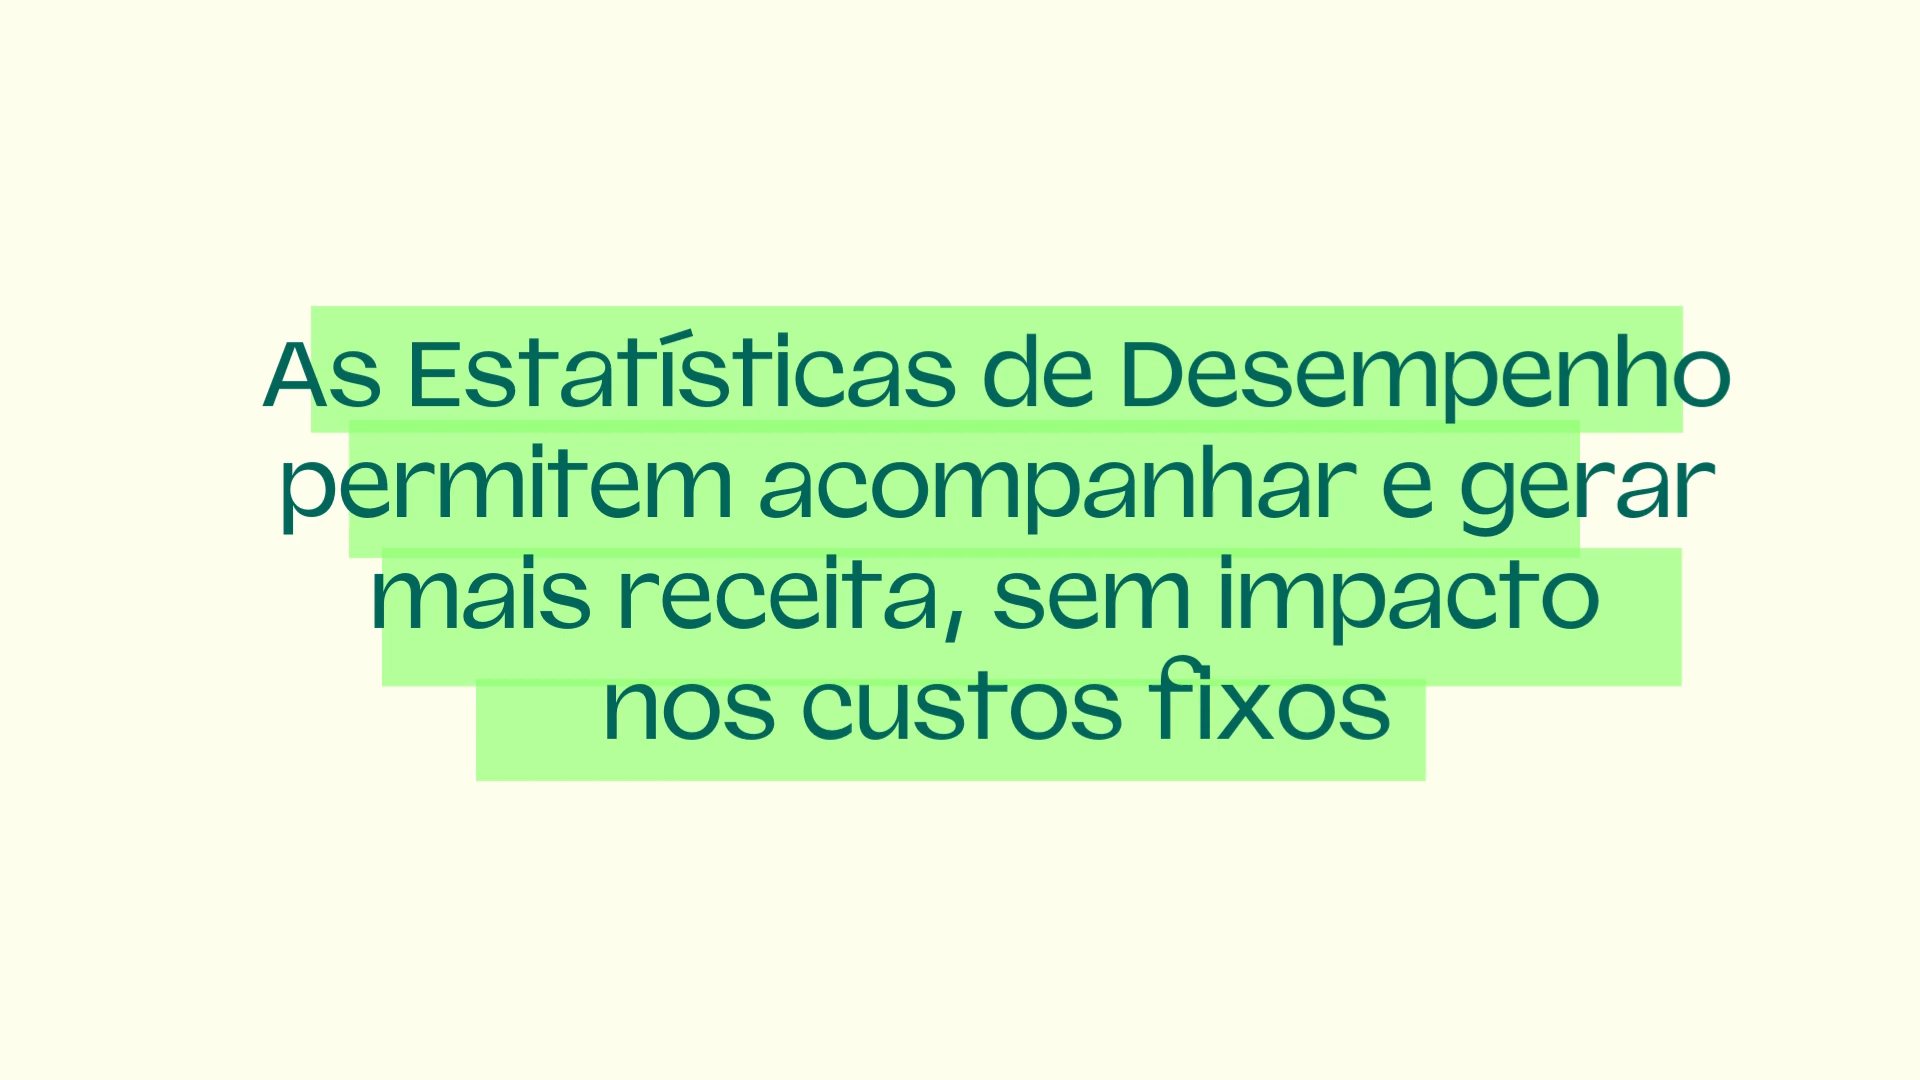 As Estatísticas de Desempenho
permitem acompanhar e gerar
mais receita, sem impacto
nos custos fixos